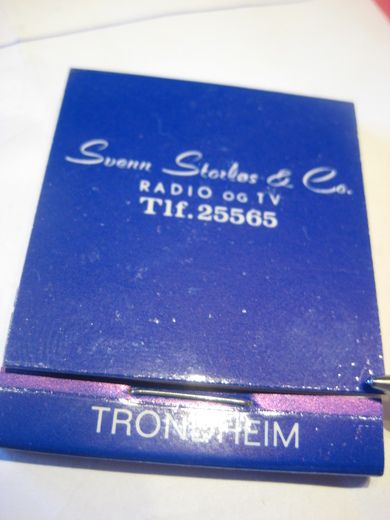 Svenn Storløs & Co.
RADIO OG TV
Tlf. 25565
TRONDHEIM